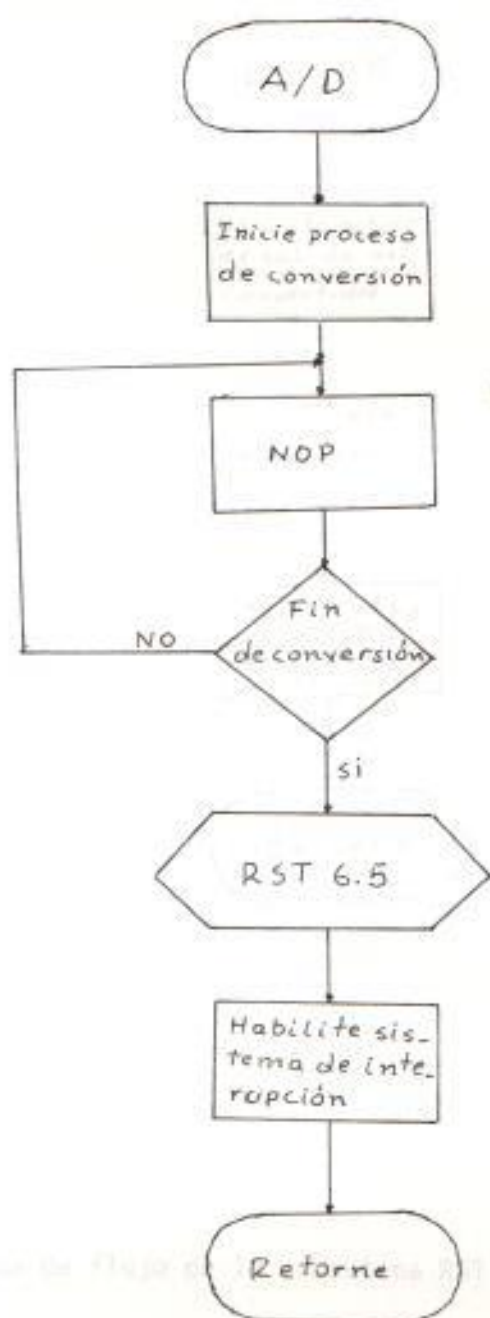 A/D
Inicie proceso
de conversión
NOP
Fin
de conversión
NO
si
RST 6.5
Habilite sis-
tema de inte-
rupción
Retorne